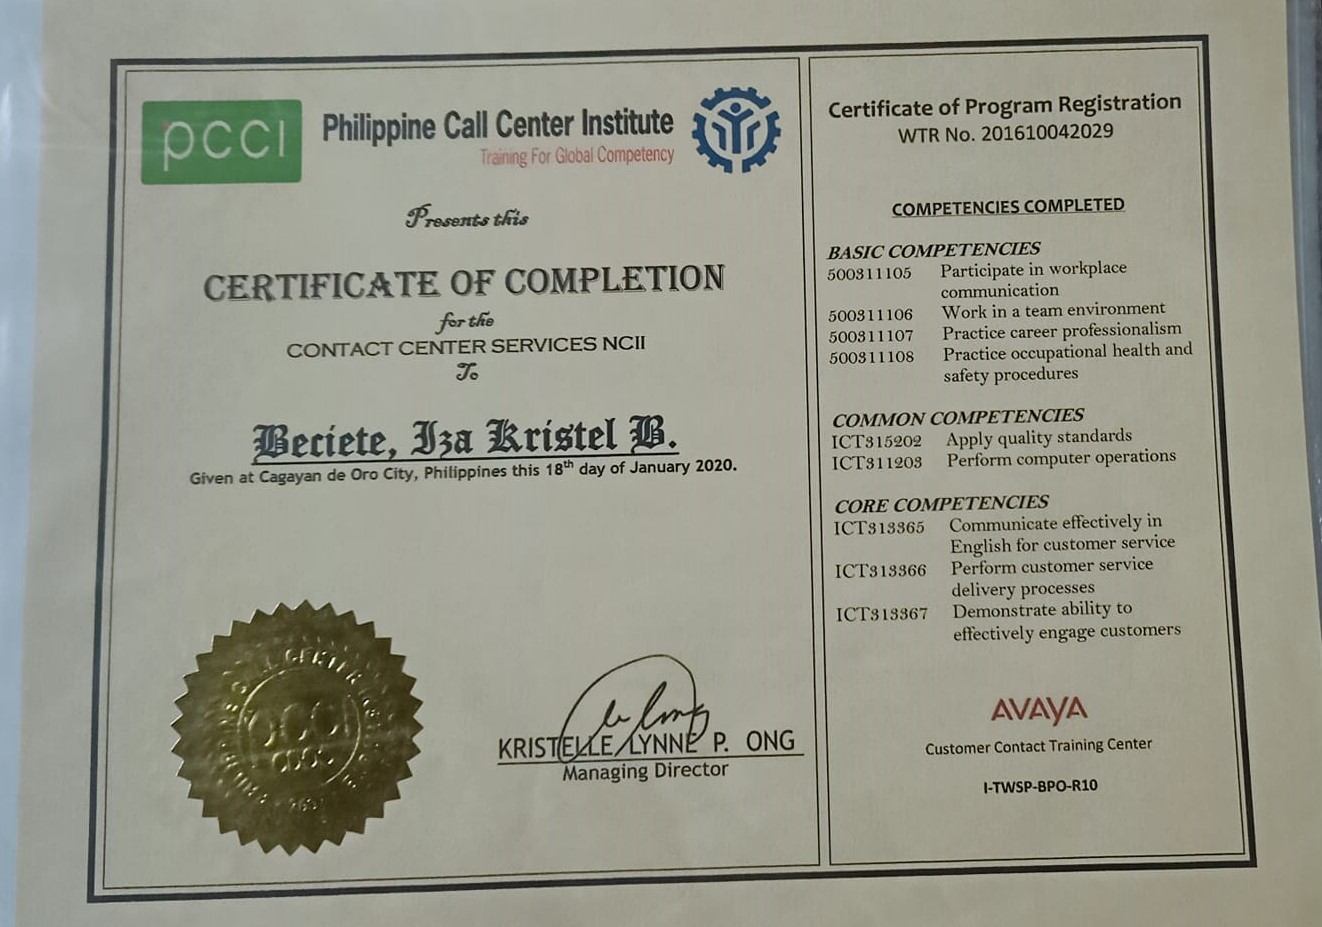 pcci
Philippine Call Center Institute
Training For Global Competency
Presents this
CERTIFICATE OF COMPLETION
for the
CONTACT CENTER SERVICES NCII
To
Beciete, Iza Kristel B.
Given at Cagayan de Oro City, Philippines this 18th day of January 2020.
PCCI
KRISTELLE LYNNE P. ONG
Managing Director
Certificate of Program Registration
WTR No. 201610042029
COMPETENCIES COMPLETED
BASIC COMPETENCIES
500311105 Participate in workplace
communication
500311106 Work in a team environment
500311107 Practice career professionalism
500311108 Practice occupational health and
safety procedures
COMMON COMPETENCIES
ICT315202 Apply quality standards
ICT311203 Perform computer operations
CORE COMPETENCIES
ICT313365 Communicate effectively in
English for customer service
ICT313366 Perform customer service
delivery processes
ICT313367 Demonstrate ability to
effectively engage customers
AVAYA
Customer Contact Training Center
I-TWSP-BPO-R10